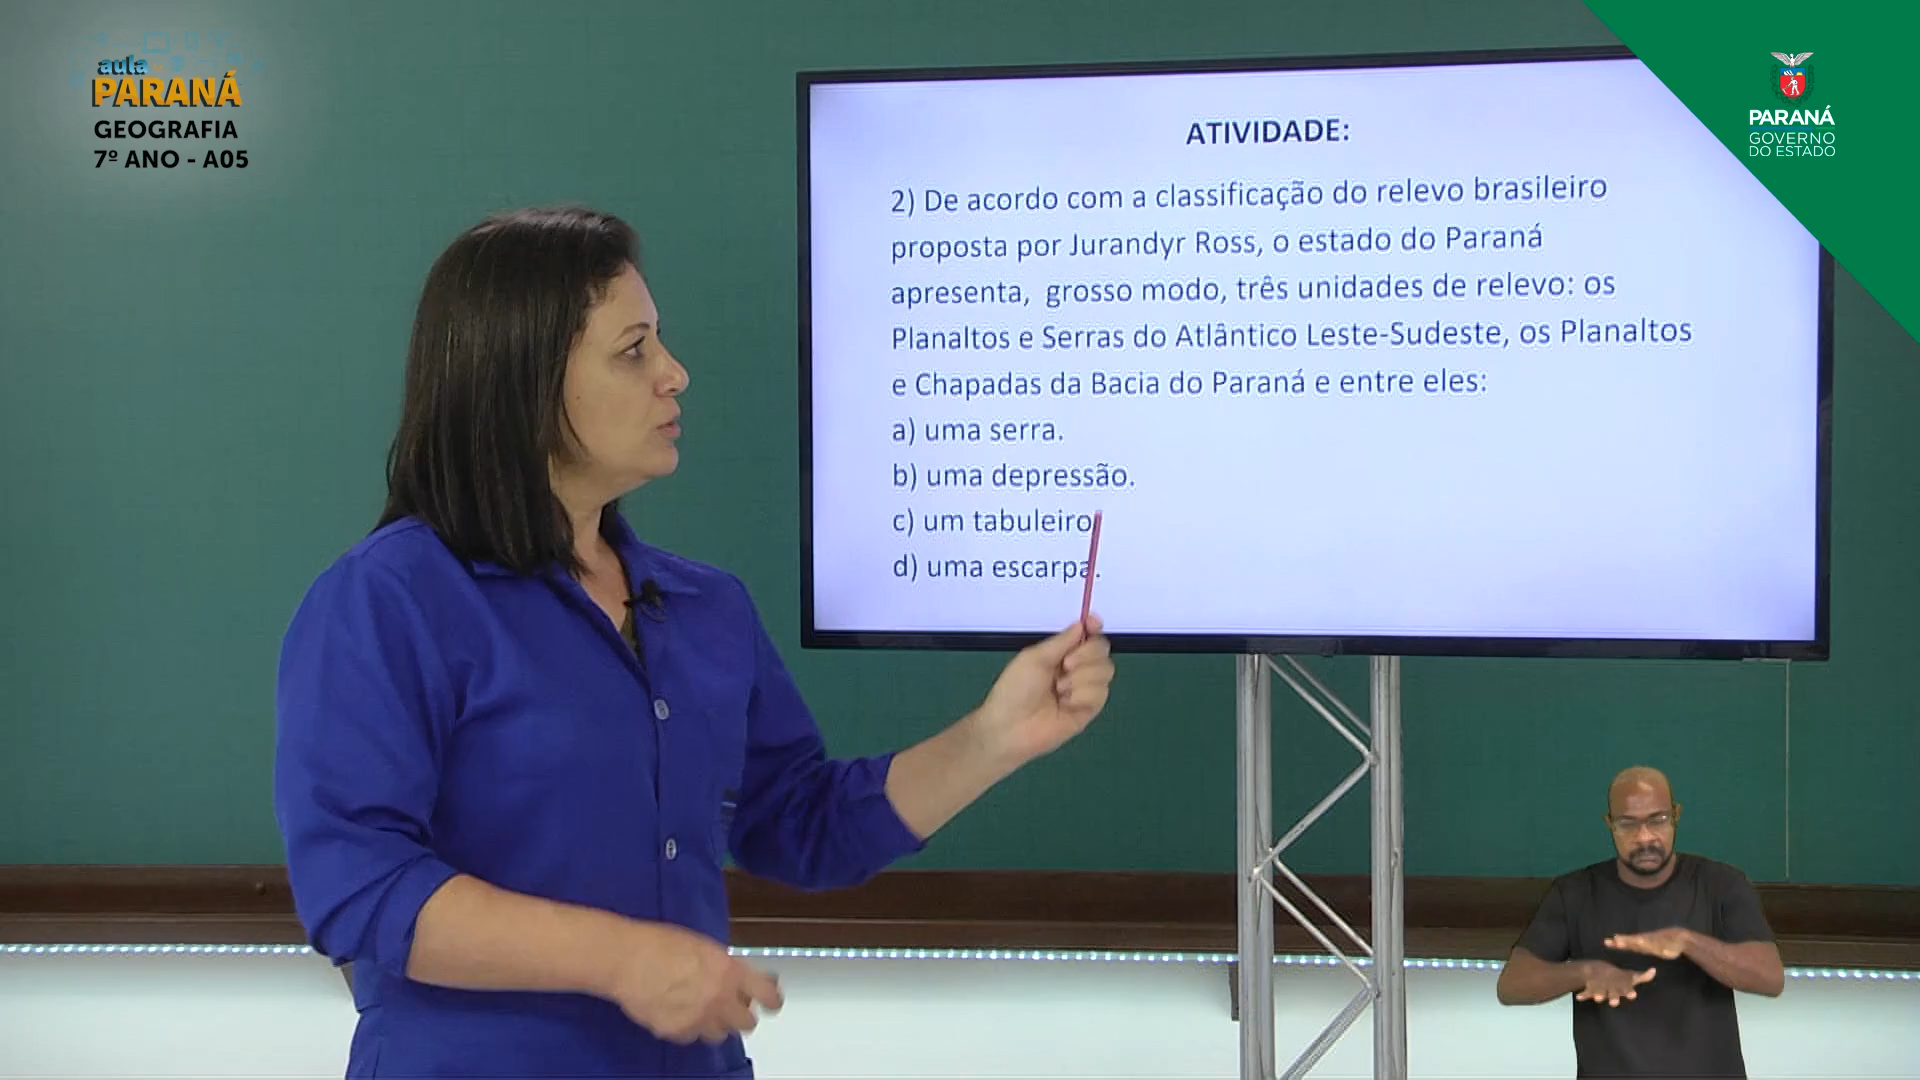 aula
PARANÁ
GEOGRAFIA
7º ANO - A05
ATIVIDADE:
2) De acordo com a classificação do relevo brasileiro
proposta por Jurandyr Ross, o estado do Paraná
apresenta, grosso modo, três unidades de relevo: os
Planaltos e Serras do Atlântico Leste-Sudeste, os Planaltos
e Chapadas da Bacia do Paraná e entre eles:
a) uma serra.
b) uma depressão.
c) um tabuleiro
d) uma escarpa.
PARANÁ
GOVERNO
DO ESTADO